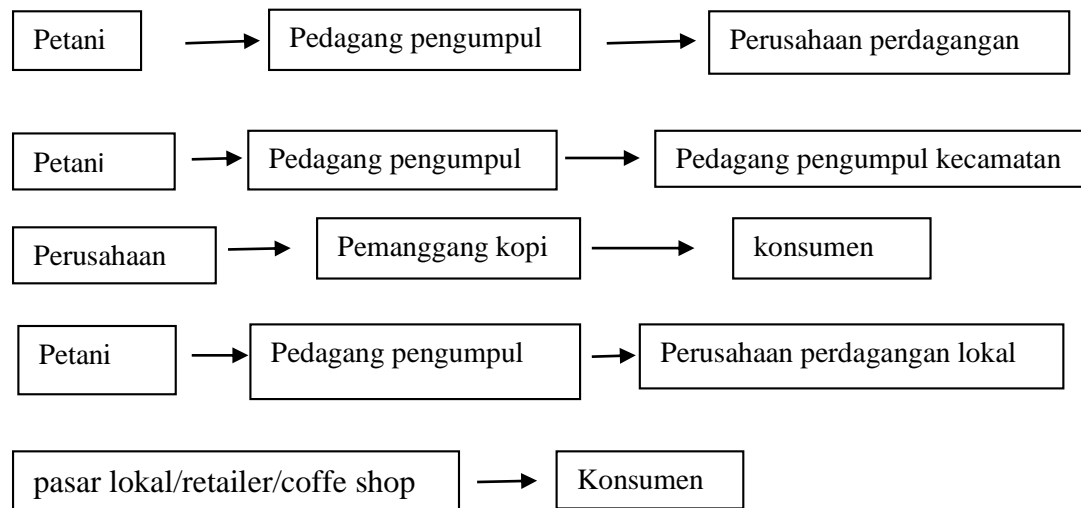 Petani Pedagang pengumpul Perusahaan perdagangan
Petani Pedagang pengumpul Pedagang pengumpul kecamatan
Perusahaan Pemanggang kopi konsumen
Petani Pedagang pengumpul Perusahaan perdagangan lokal
pasar lokal/retailer/coffe shop Konsumen